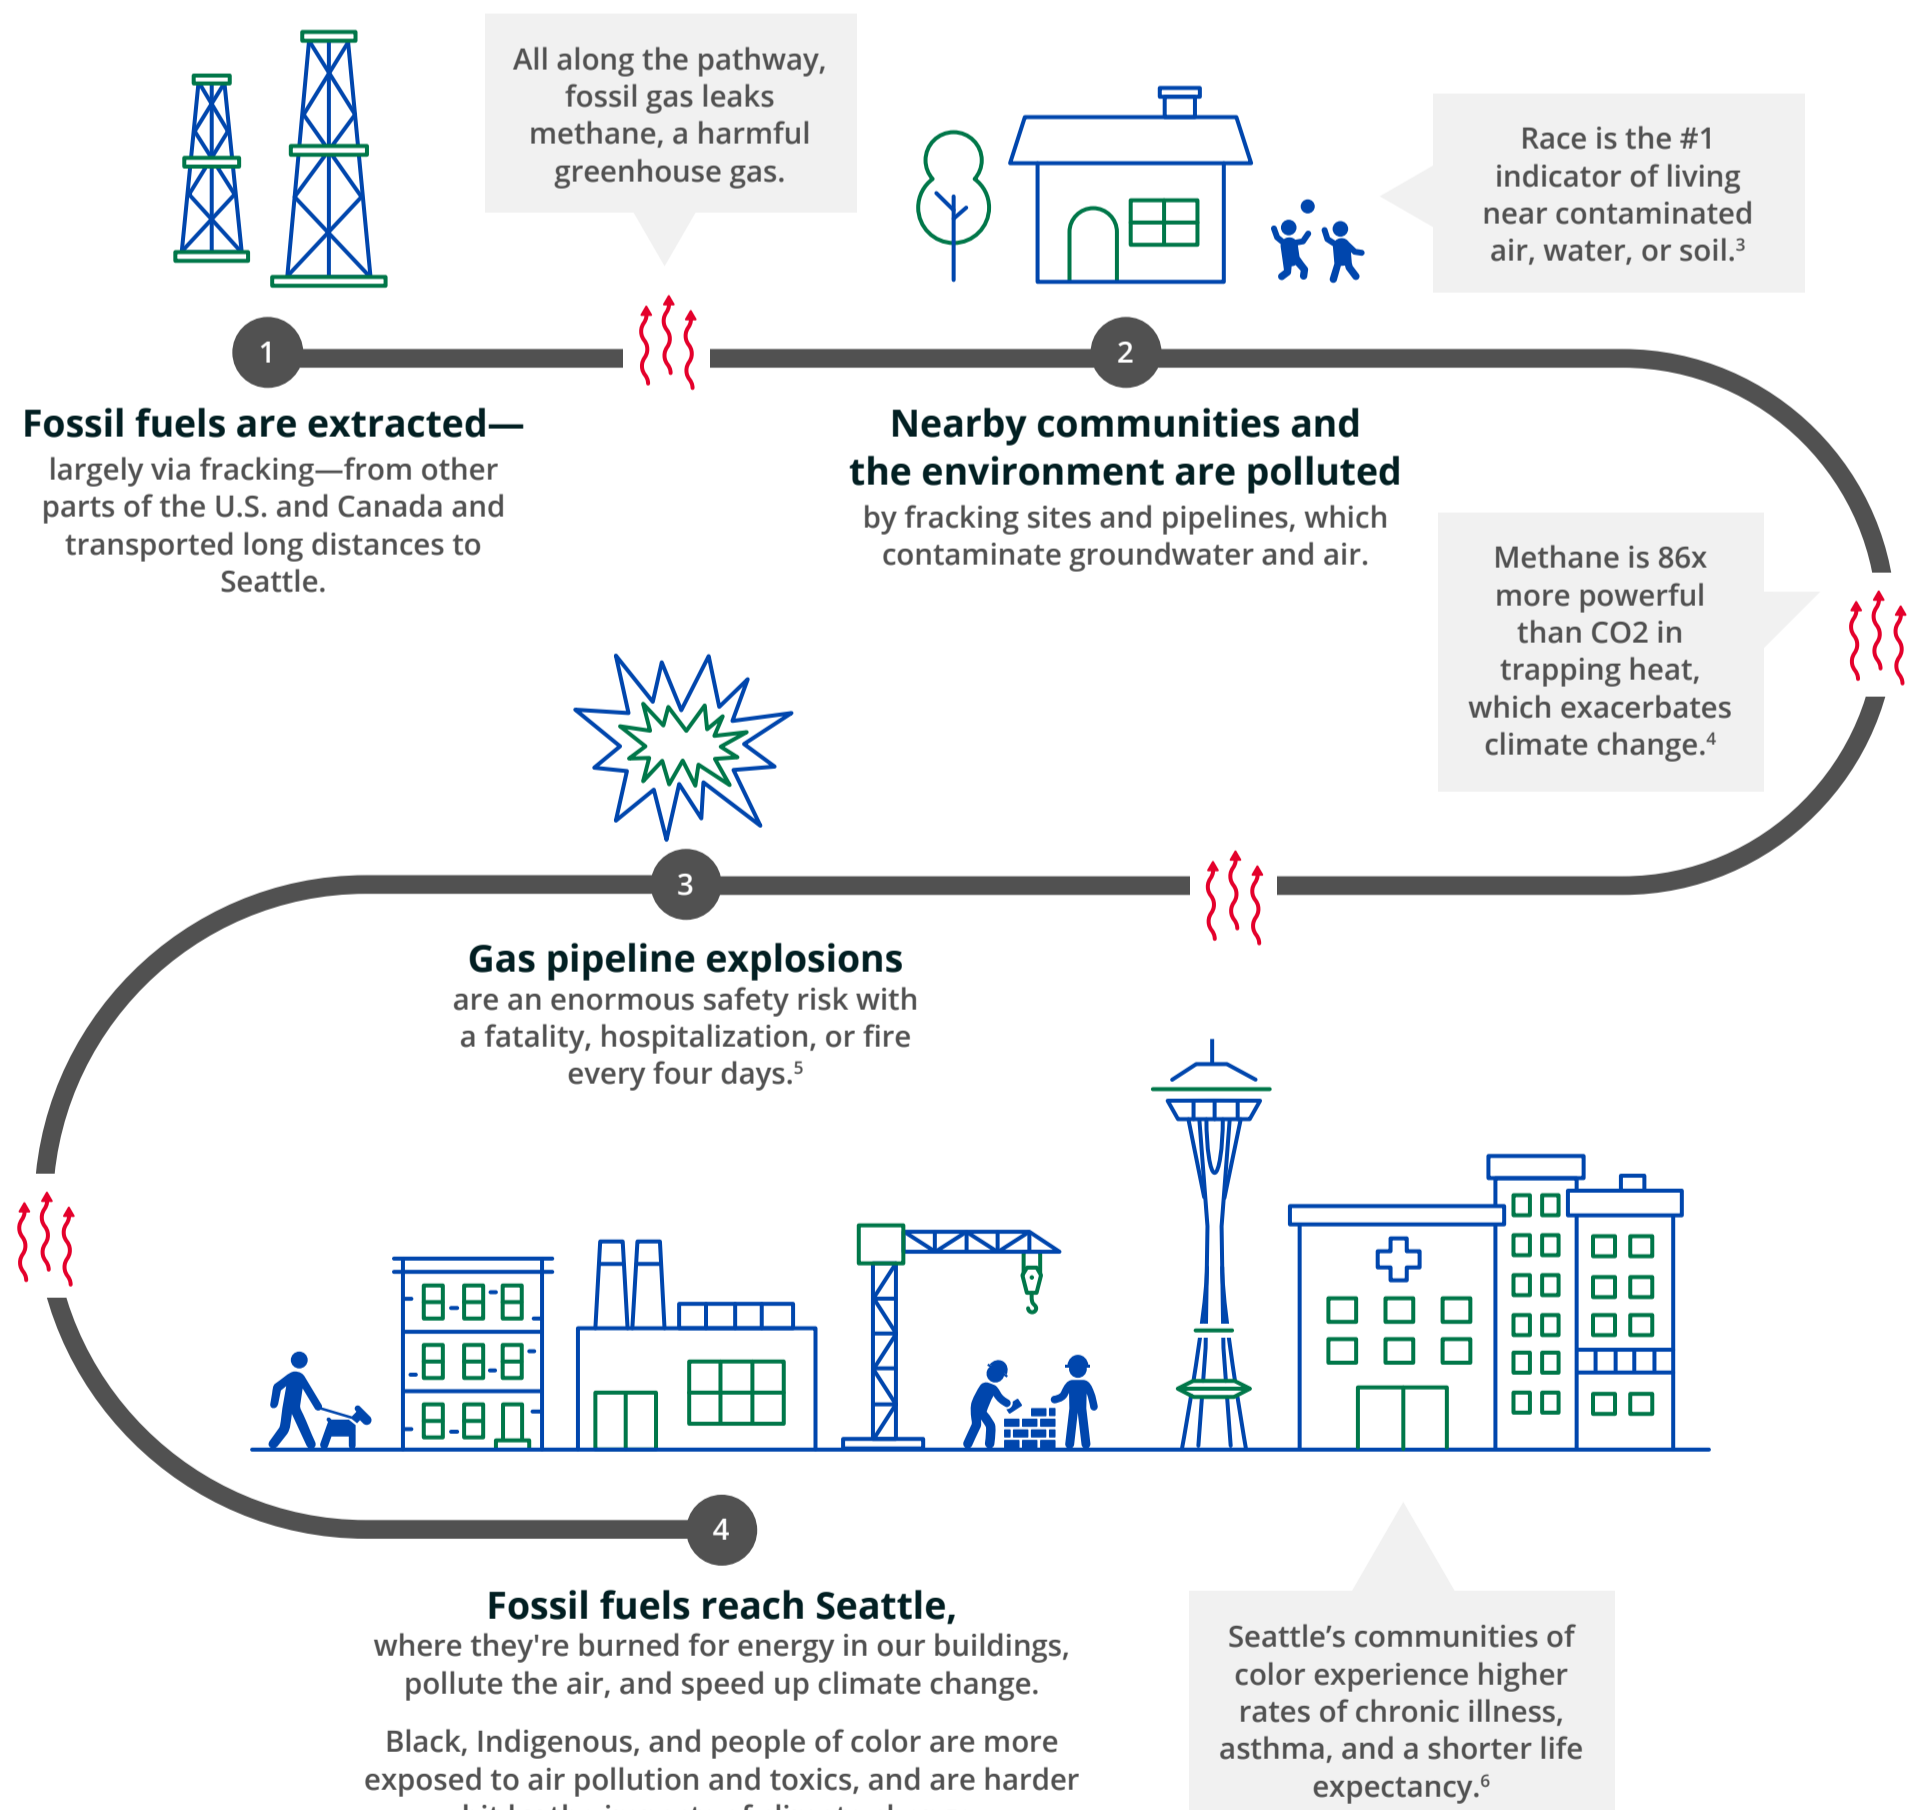 All along the pathway,
fossil gas leaks
methane, a harmful
greenhouse gas.
Race is the #1
indicator of living
near contaminated
air, water, or soil.3
1
2
Fossil fuels are extracted—
largely via fracking—from other
parts of the U.S. and Canada and
transported long distances to
Seattle.
Nearby communities and
the environment are polluted
by fracking sites and pipelines, which
contaminate groundwater and air.
Methane is 86x
more powerful
than CO2 in
trapping heat,
which exacerbates
climate change.4
3
Gas pipeline explosions
are an enormous safety risk with
a fatality, hospitalization, or fire
every four days.5
4
Fossil fuels reach Seattle,
where they're burned for energy in our buildings,
pollute the air, and speed up climate change.
Black, Indigenous, and people of color are more
exposed to air pollution and toxics, and are harder
Seattle’s communities of
color experience higher
rates of chronic illness,
asthma, and a shorter life
expectancy.6